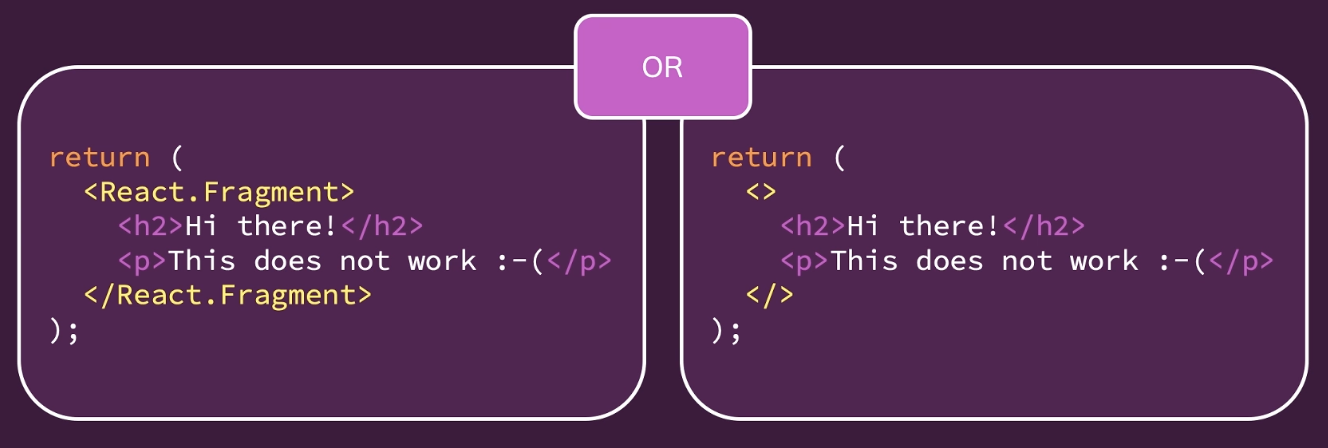 OR
return (
<React.Fragment>
<h2>Hi there!</h2>
<p>This does not work :-(</p>
</React.Fragment>
);
return (
<>
<h2>Hi there!</h2>
<p>This does not work :-(</p>
</>
);